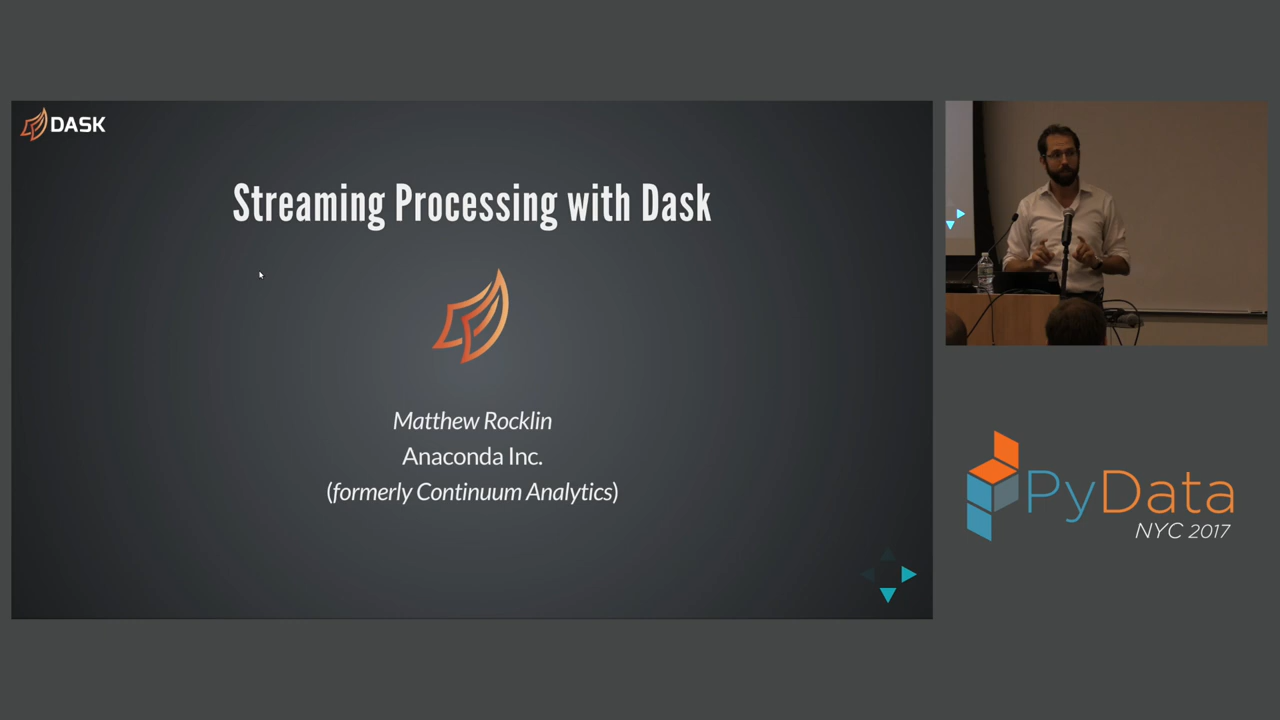 DASK
Streaming Processing with Dask
Matthew Rocklin
Anaconda Inc.
(formerly Continuum Analytics)
PyData
NYC 2017